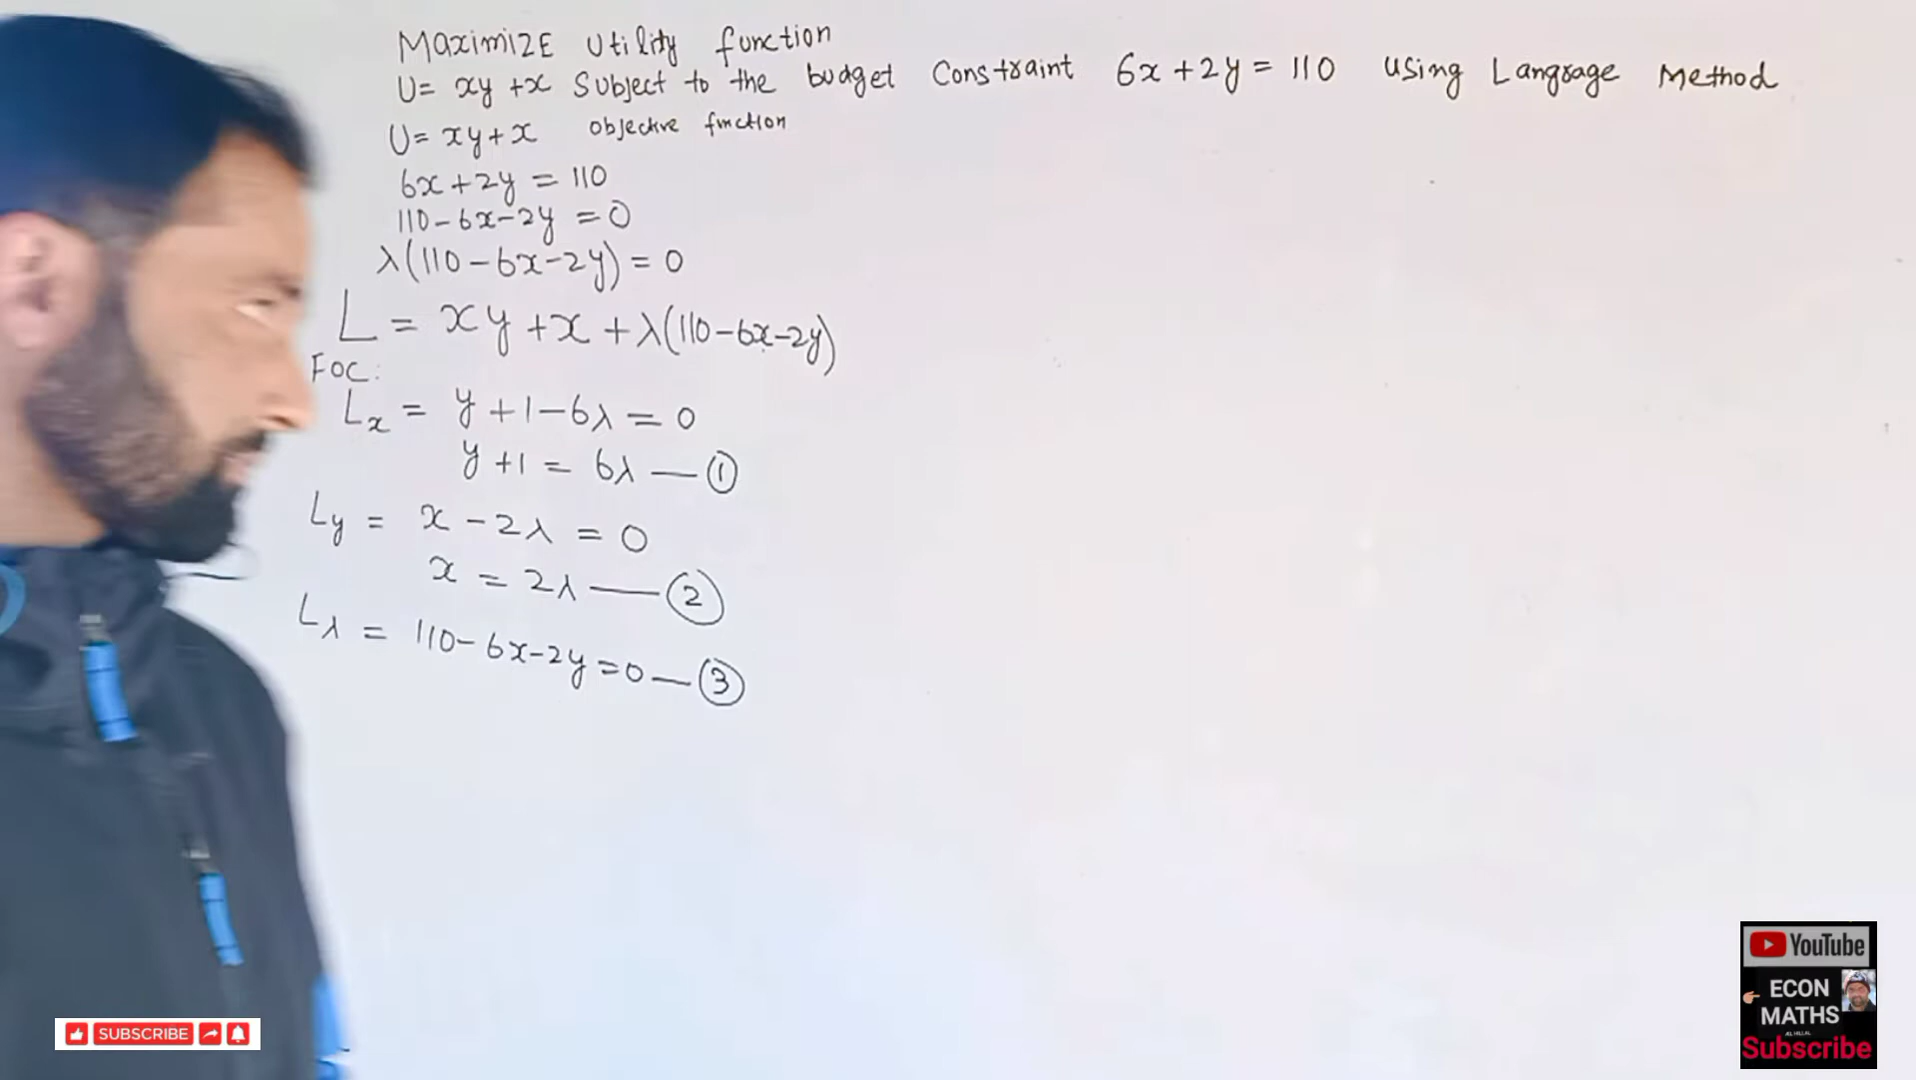 MaximizE Utility function
U= xy +x Subject to the budget Constraint 6x+2y = 110 Using Langrage Method
U= xy+x objective function
6x+2y = 110
110-6x-2y = 0
λ(110-6x-2y) = 0
L = xy +x +λ(110-6x-2y)
FOC:
Lx = y +1-6λ = 0
y +1 = 6λ — ①
Ly = x -2λ = 0
x = 2λ — ②
Lλ = 110-6x-2y=0 — ③
SUBSCRIBE
YouTube
ECON
MATHS
Subscribe